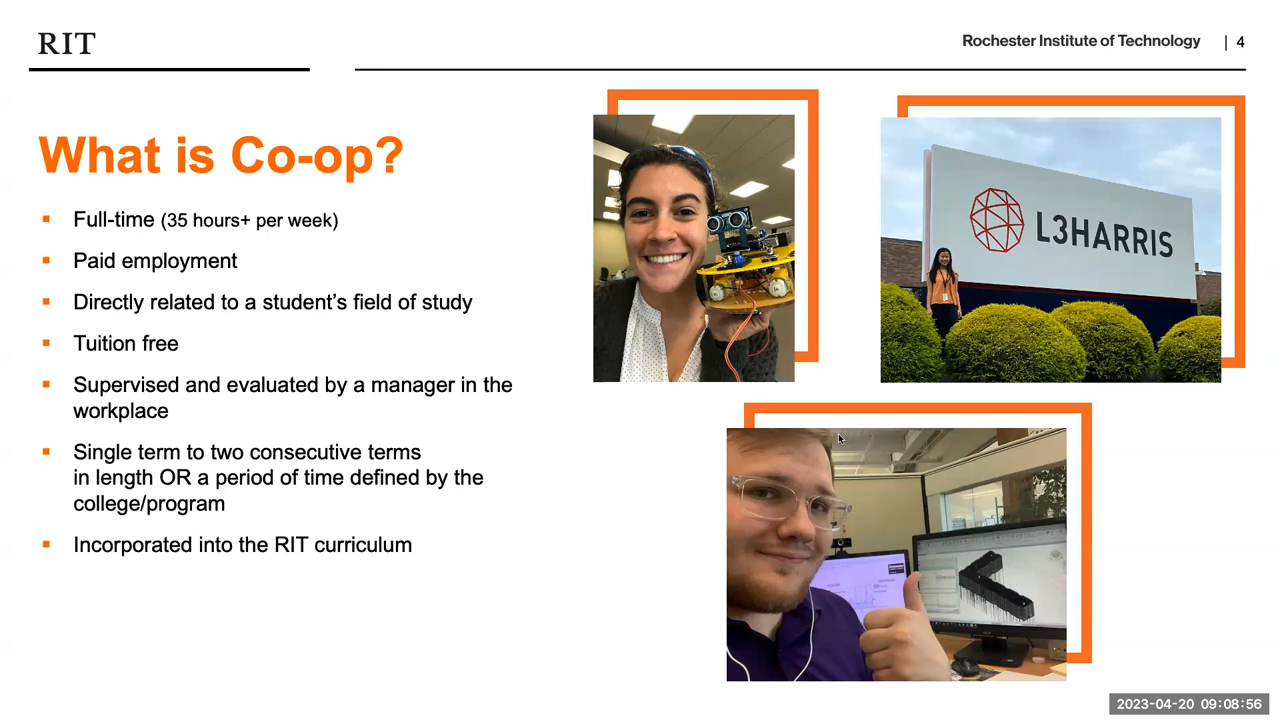 RIT
Rochester Institute of Technology | 4
What is Co-op?
Full-time (35 hours+ per week)
Paid employment
Directly related to a student’s field of study
Tuition free
Supervised and evaluated by a manager in the
workplace
Single term to two consecutive terms
in length OR a period of time defined by the
college/program
Incorporated into the RIT curriculum
L3HARRIS
2023-04-20 09:08:56